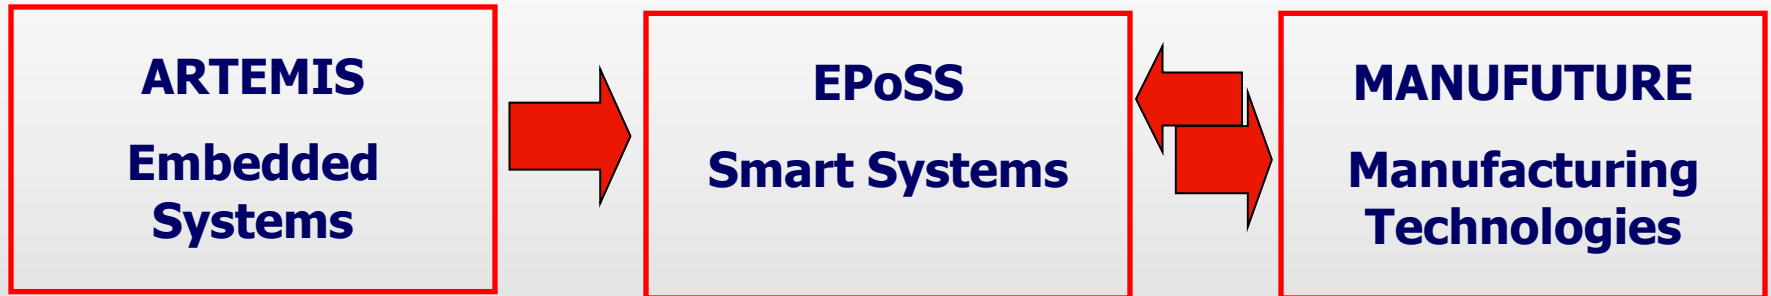 ARTEMIS
Embedded
Systems
EPoSS
Smart Systems
MANUFUTURE
Manufacturing
Technologies